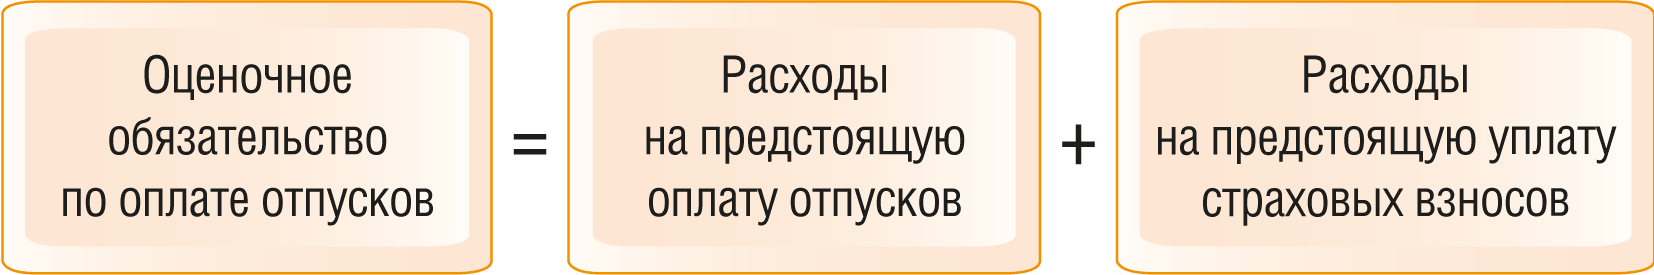 Оценочное
обязательство
по оплате отпусков
=
Расходы
на предстоящую
оплату отпусков
+
Расходы
на предстоящую уплату
страховых взносов